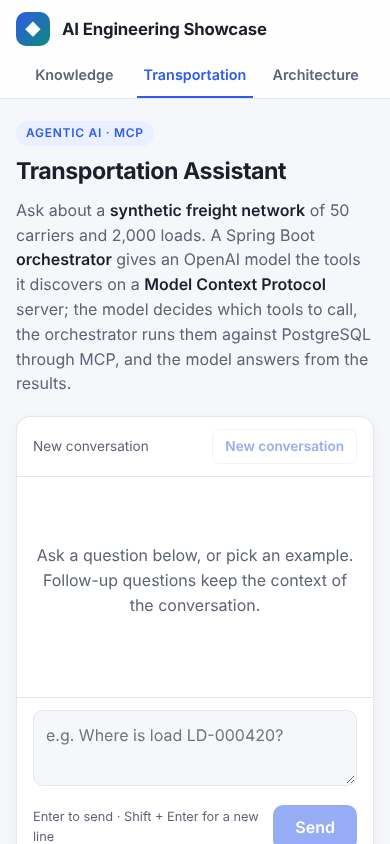 AI Engineering Showcase
Knowledge Transportation Architecture
AGENTIC AI · MCP
Transportation Assistant
Ask about a synthetic freight network of 50
carriers and 2,000 loads. A Spring Boot
orchestrator gives an OpenAI model the tools
it discovers on a Model Context Protocol
server; the model decides which tools to call,
the orchestrator runs them against PostgreSQL
through MCP, and the model answers from the
results.
New conversation New conversation
Ask a question below, or pick an example.
Follow-up questions keep the context of
the conversation.
e.g. Where is load LD-000420?
Enter to send · Shift + Enter for a new
line
Send